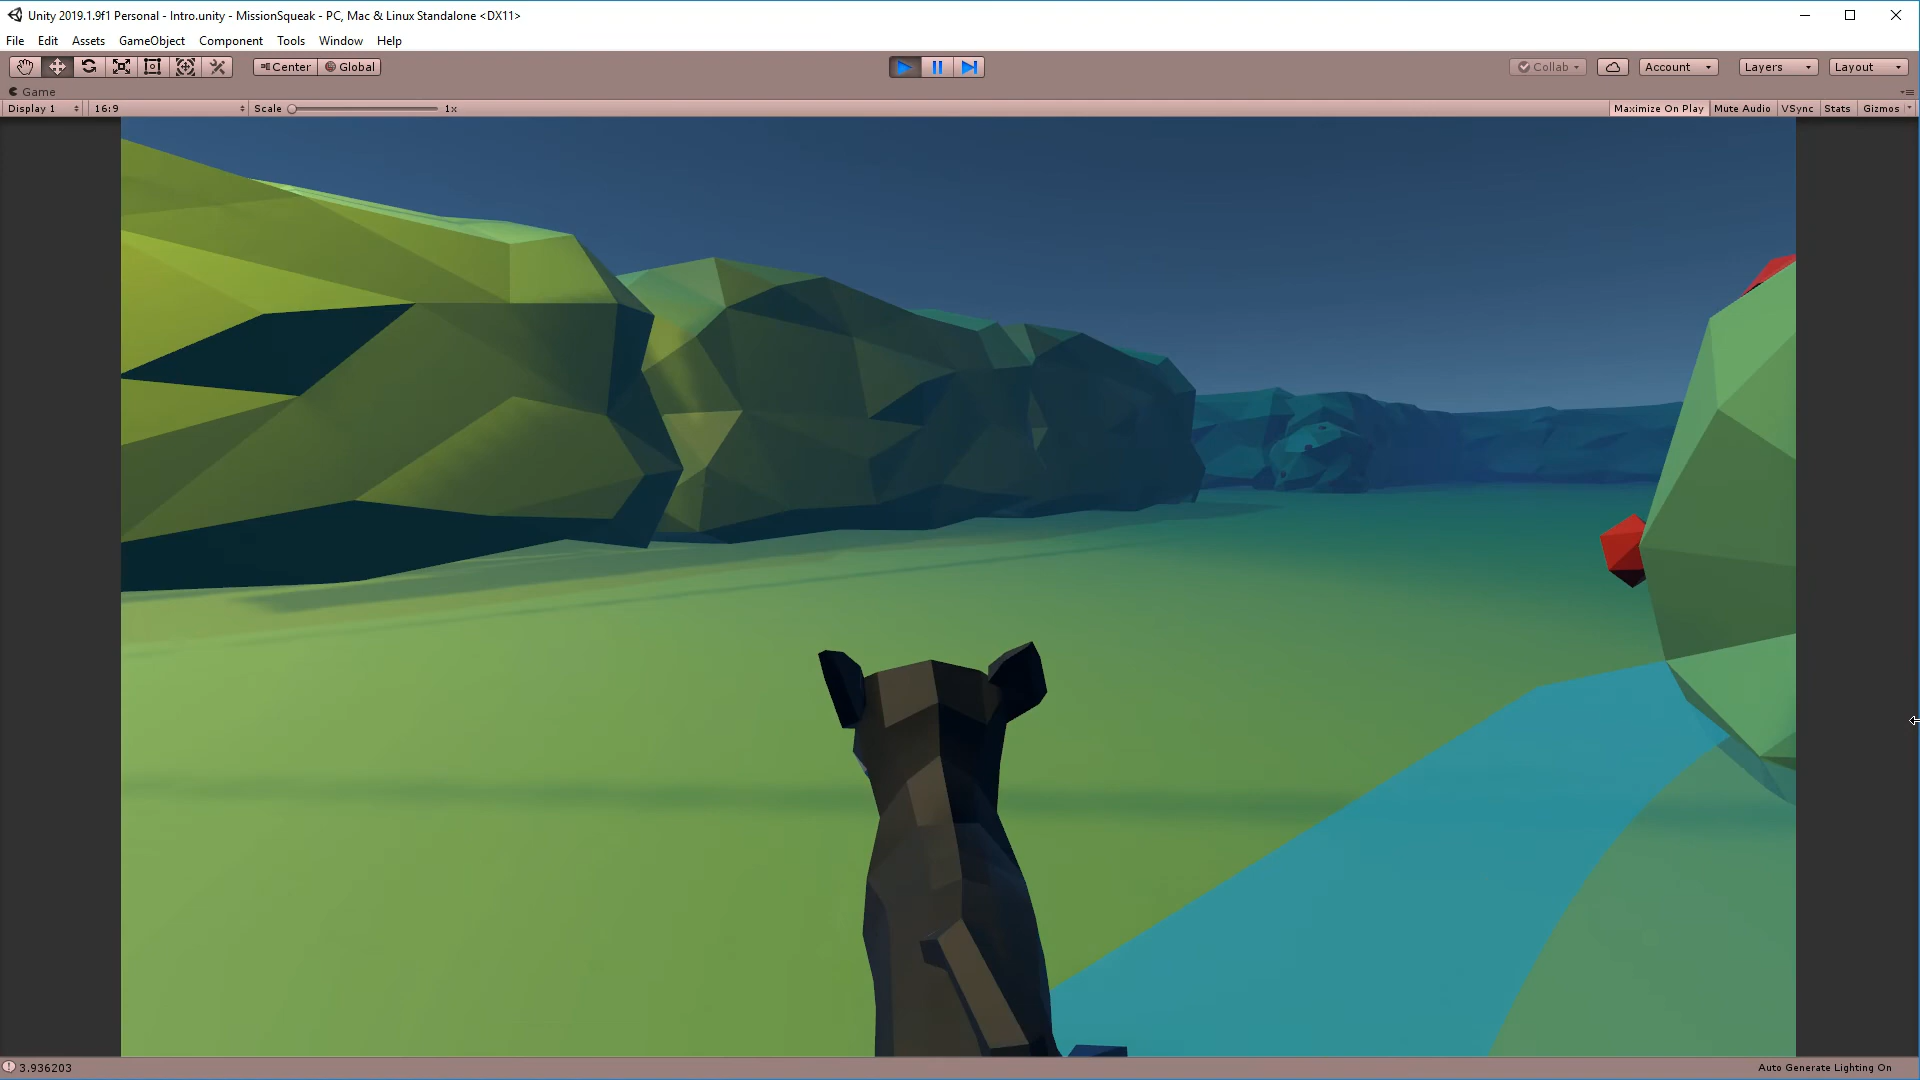 Unity 2019.1.9f1 Personal - Intro.unity - MissionSqueak - PC, Mac & Linux Standalone <DX11>
File Edit Assets GameObject Component Tools Window Help
Center Global Collab Account Layers Layout
Game
Display 1 16:9 Scale 1x Maximize On Play Mute Audio VSync Stats Gizmos
3.936203 Auto Generate Lighting On